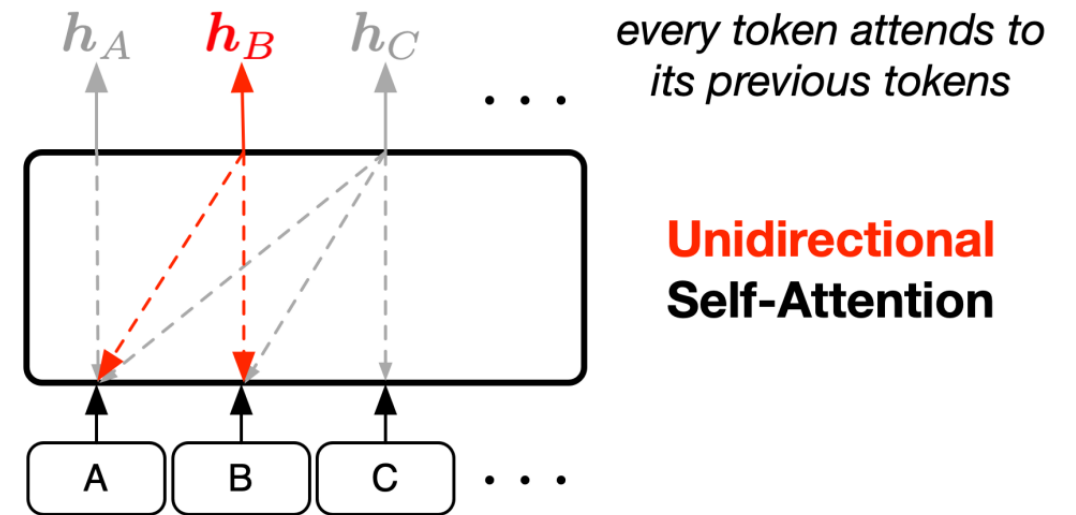 h_A h_B h_C
. . .
every token attends to
its previous tokens
Unidirectional
Self-Attention
A B C . . .